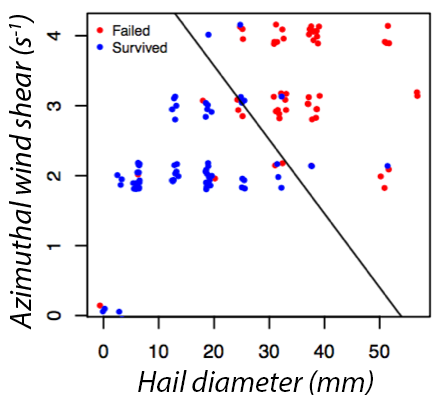 Failed
Survived
Azimuthal wind shear (s-1)
4
3
2
1
0
0 10 20 30 40 50
Hail diameter (mm)